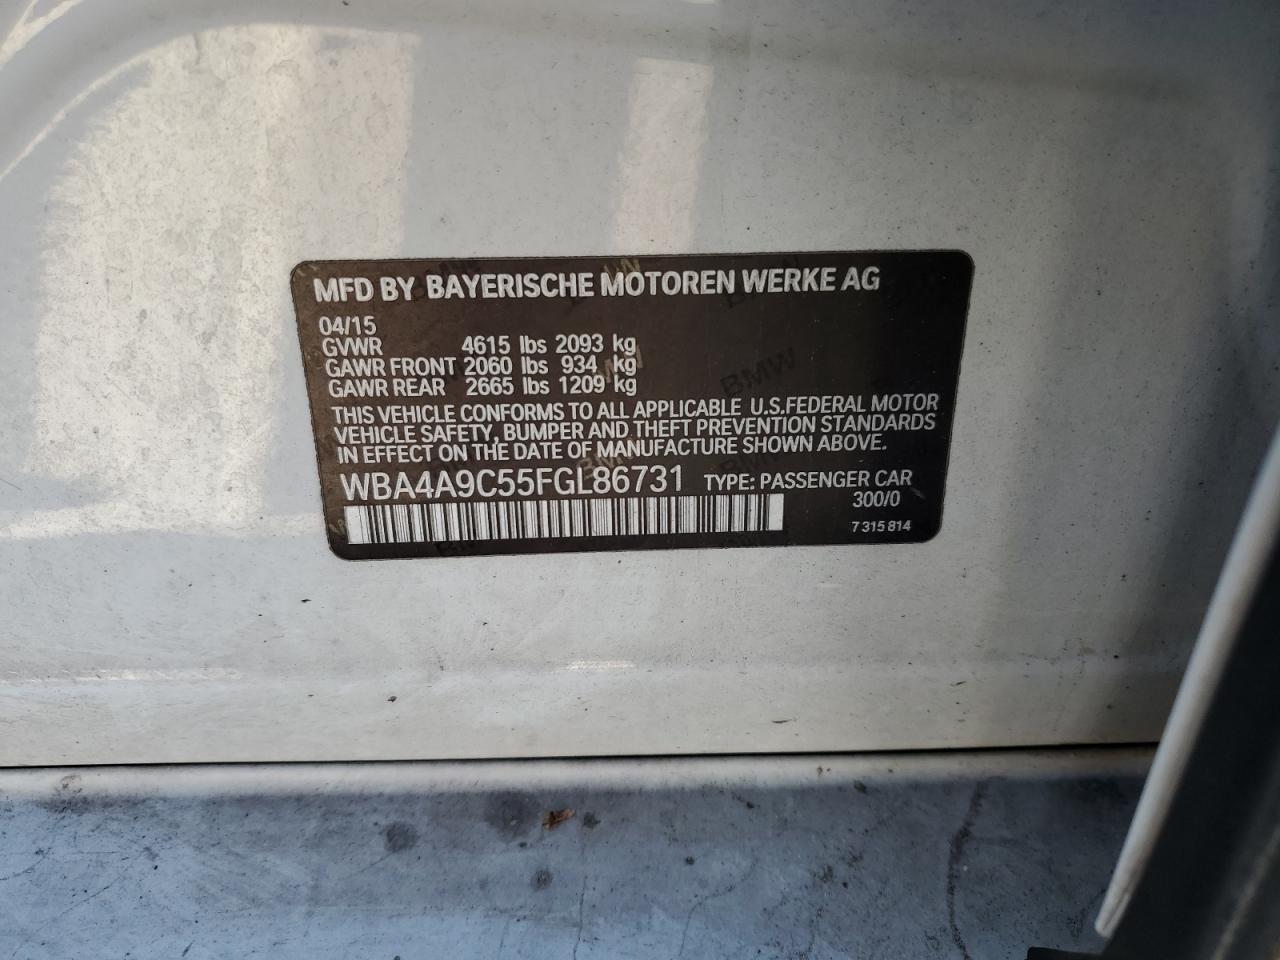 MFD BY BAYERISCHE MOTOREN WERKE AG
04/15
GVWR 4615 lbs 2093 kg
GAWR FRONT 2060 lbs 934 kg
GAWR REAR 2665 lbs 1209 kg
THIS VEHICLE CONFORMS TO ALL APPLICABLE U.S.FEDERAL MOTOR
VEHICLE SAFETY, BUMPER AND THEFT PREVENTION STANDARDS
IN EFFECT ON THE DATE OF MANUFACTURE SHOWN ABOVE.
WBA4A9C55FGL86731 TYPE: PASSENGER CAR
300/0
7 315 814
BMW